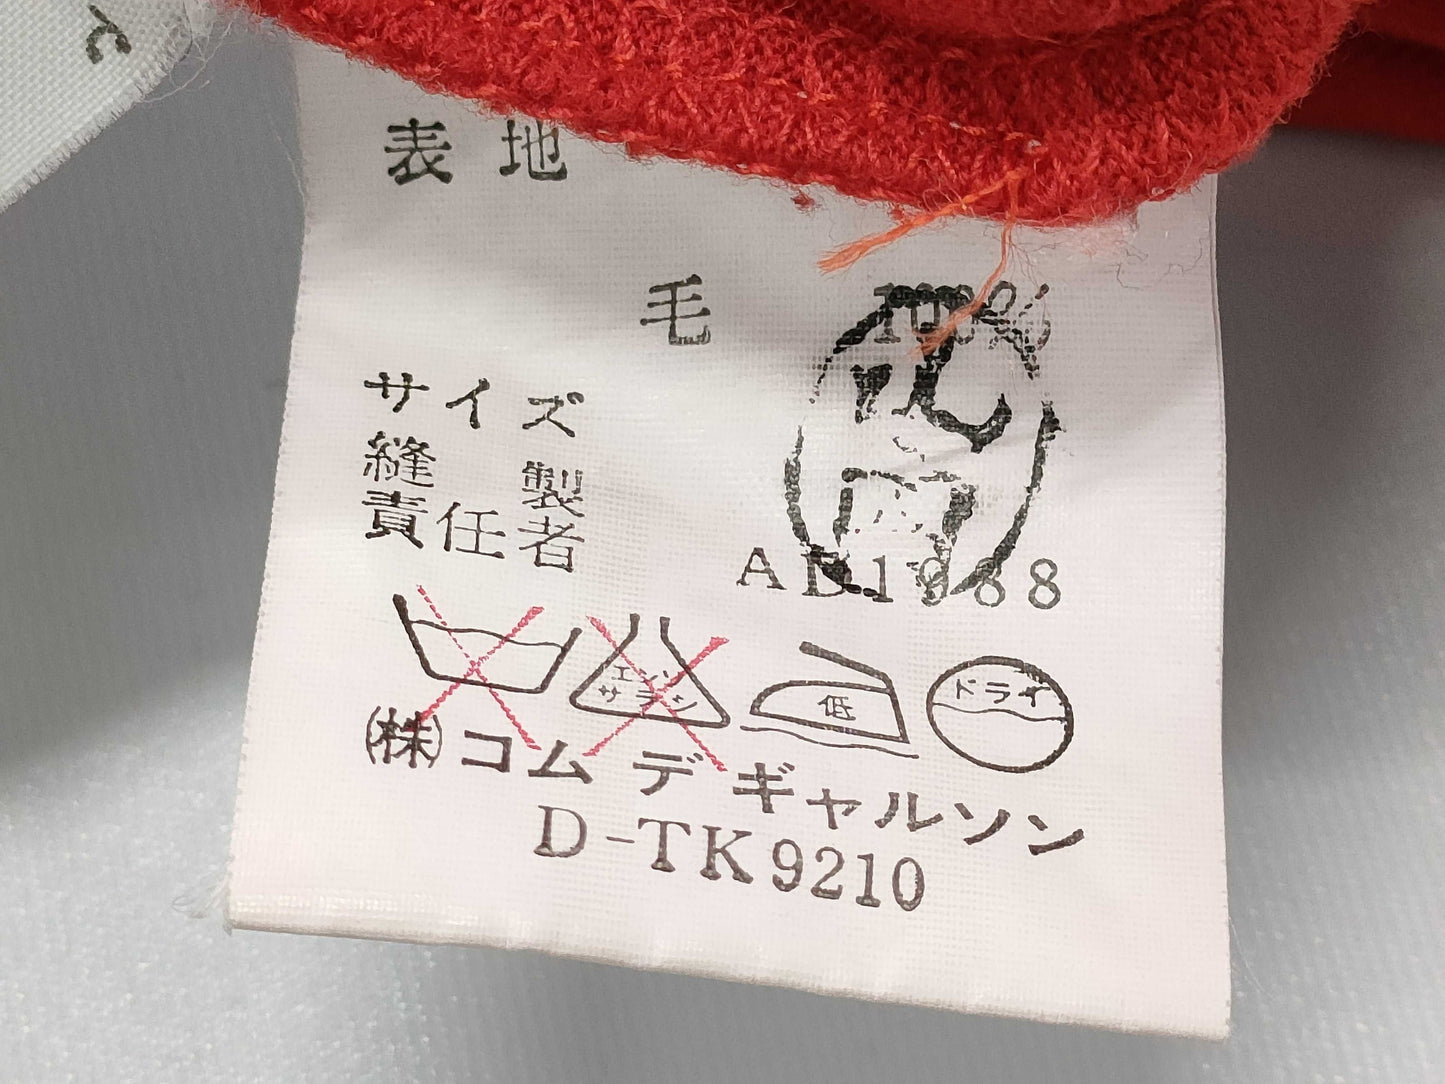 表地
毛 100%
サイズ
縫製
責任者
AD1988
エンソ
サラシ
低
ドライ
(株)コム デ ギャルソン
D-TK9210